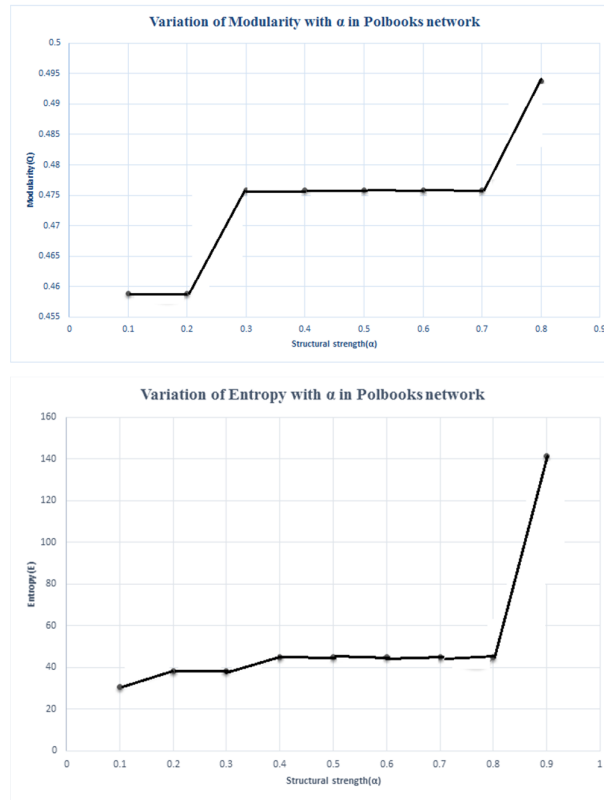 Variation of Modularity with α in Polbooks network
0.5
0.495
0.49
0.485
0.48
0.475
0.47
0.465
0.46
0.455
Modularity(Q)
0 0.1 0.2 0.3 0.4 0.5 0.6 0.7 0.8 0.9
Structural strength(α)
Variation of Entropy with α in Polbooks network
160
140
120
100
80
60
40
20
0
Entropy(E)
0 0.1 0.2 0.3 0.4 0.5 0.6 0.7 0.8 0.9 1
Structural strength(α)